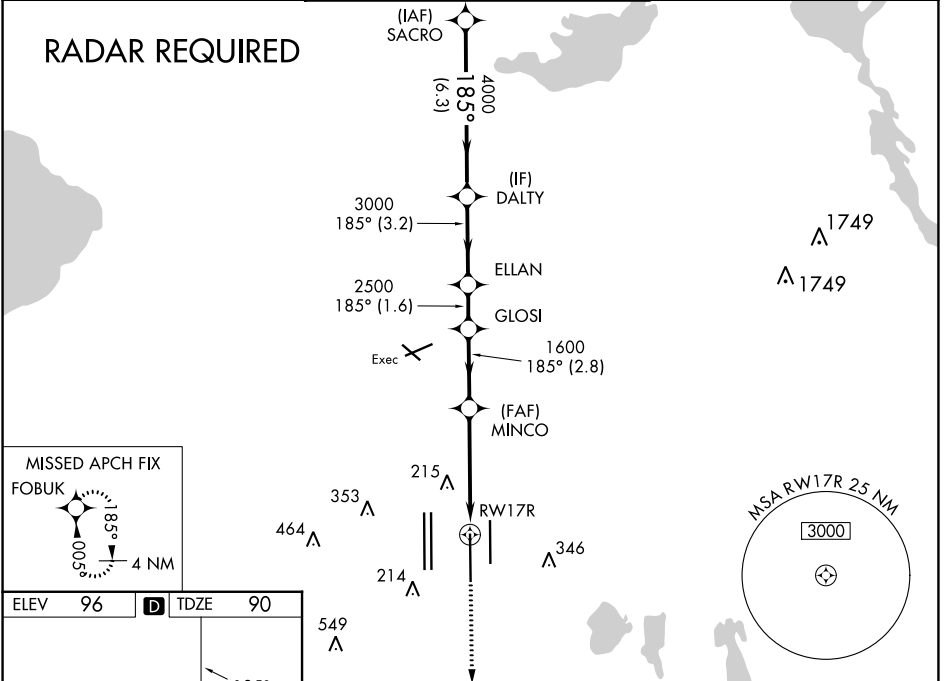 (IAF)
SACRO
RADAR REQUIRED
4000
185°
(6.3)
(IF)
DALTY
3000
185° (3.2)
1749
1749
ELLAN
2500
185° (1.6)
GLOSI
Exec
1600
185° (2.8)
(FAF)
MINCO
MISSED APCH FIX
FOBUK
185°
005°
4 NM
215
353
464
RW17R
346
214
MSA RW17R 25 NM
3000
ELEV 96 D TDZE 90
549